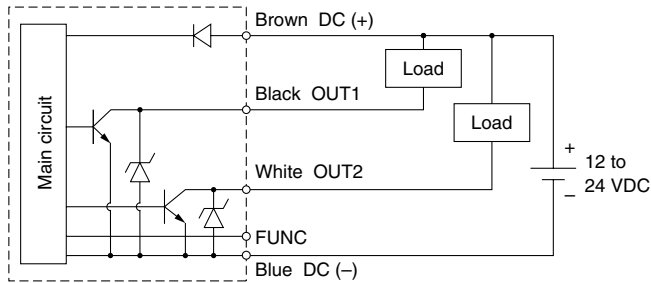 Brown DC (+)
Load
Black OUT1
Load
Main circuit
+
12 to
24 VDC
–
White OUT2
FUNC
Blue DC (–)